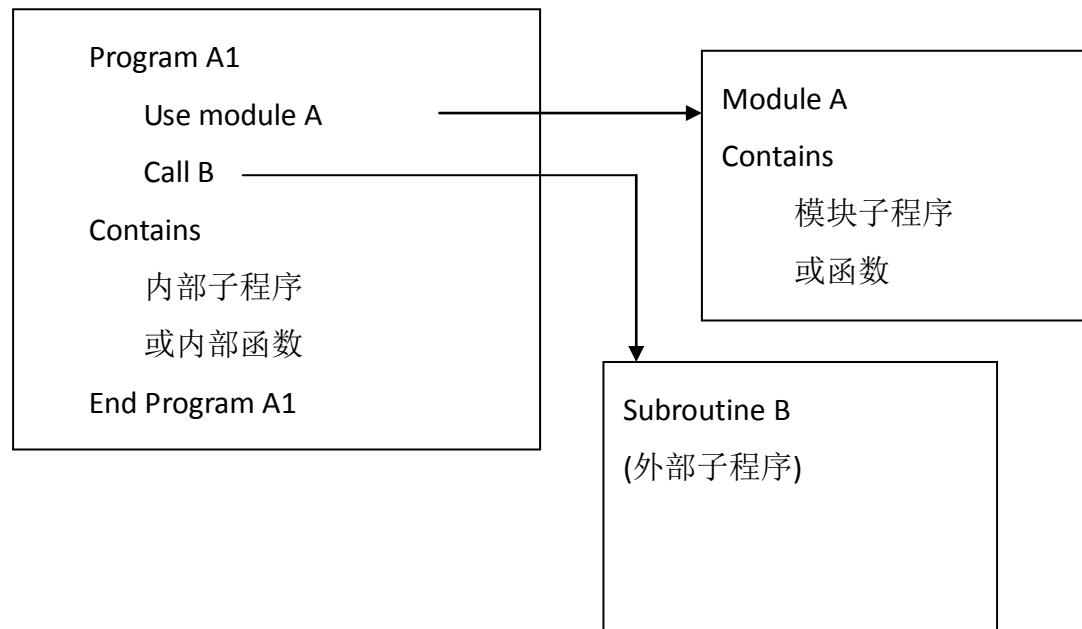 Program A1
Use module A
Call B
Contains
内部子程序
或内部函数
End Program A1
Module A
Contains
模块子程序
或函数
Subroutine B
(外部子程序)